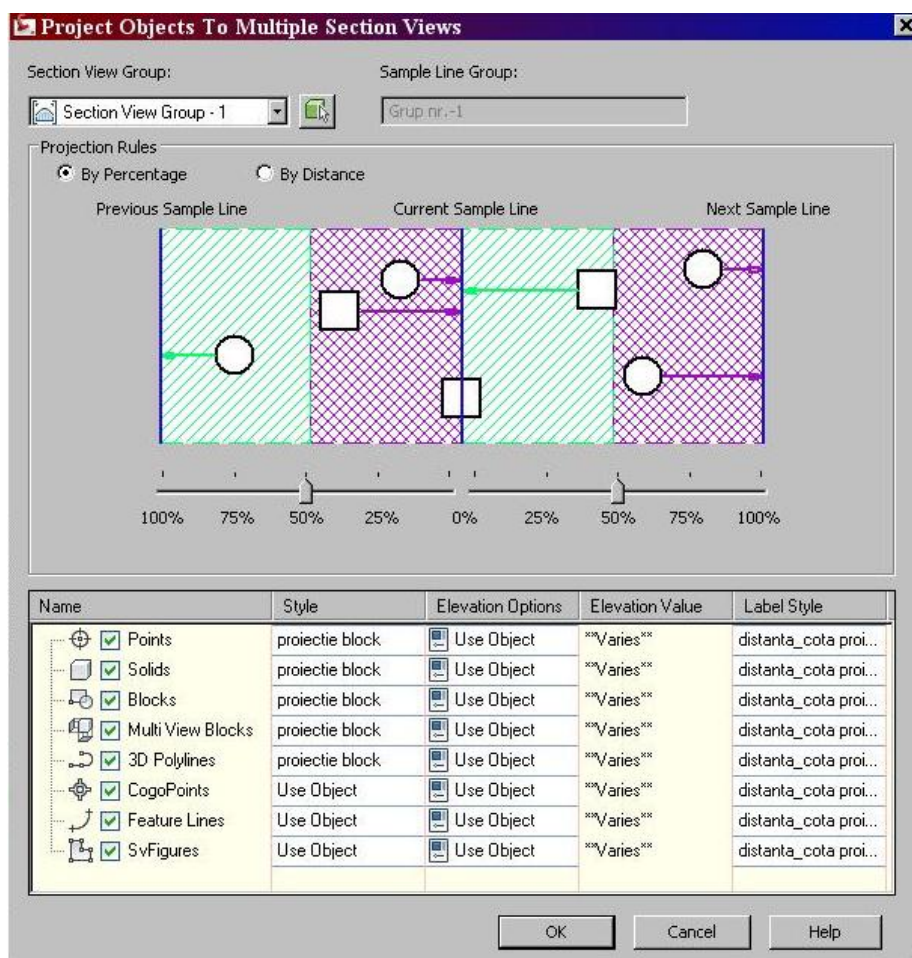 Project Objects To Multiple Section Views
Section View Group:
Sample Line Group:
Section View Group - 1
Grup nr.-1
Projection Rules
By Percentage
By Distance
Previous Sample Line
Current Sample Line
Next Sample Line
100% 75% 50% 25% 0% 25% 50% 75% 100%
Name Style Elevation Options Elevation Value Label Style
Points proiectie block Use Object **Varies** distanta_cota proi...
Solids proiectie block Use Object **Varies** distanta_cota proi...
Blocks proiectie block Use Object **Varies** distanta_cota proi...
Multi View Blocks proiectie block Use Object **Varies** distanta_cota proi...
3D Polylines proiectie block Use Object **Varies** distanta_cota proi...
CogoPoints Use Object Use Object **Varies** distanta_cota proi...
Feature Lines Use Object Use Object **Varies** distanta_cota proi...
SvFigures Use Object Use Object **Varies** distanta_cota proi...
OK Cancel Help